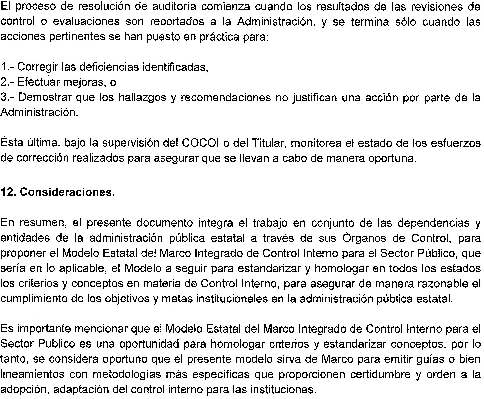 El proceso de resolución de auditoria comienza cuando los resultados de las revisiones de
control o evaluaciones son reportados a la Administración, y se termina sólo cuando las
acciones pertinentes se han puesto en práctica para:
1.- Corregir las deficiencias identificadas,
2.- Efectuar mejoras, o
3.- Demostrar que los hallazgos y recomendaciones no justifican una acción por parte de la
Administración.
Esta última, bajo la supervisión del COCOI o del Titular, monitorea el estado de los esfuerzos
de corrección realizados para asegurar que se llevan a cabo de manera oportuna.
12. Consideraciones.
En resumen, el presente documento integra el trabajo en conjunto de las dependencias y
entidades de la administración pública estatal a través de sus Órganos de Control, para
proponer el Modelo Estatal del Marco Integrado de Control Interno para el Sector Público, que
sería en lo aplicable, el Modelo a seguir para estandarizar y homologar en todos los estados
los criterios y conceptos en materia de Control Interno, para asegurar de manera razonable el
cumplimiento de los objetivos y metas institucionales en la administración pública estatal.
Es importante mencionar que el Modelo Estatal del Marco Integrado de Control Interno para el
Sector Publico es una oportunidad para homologar criterios y estandarizar conceptos, por lo
tanto, se considera oportuno que el presente modelo sirva de Marco para emitir guías o bien
lineamientos con metodologías más especificas que proporcionen certidumbre y orden a la
adopción, adaptación del control interno para las instituciones.